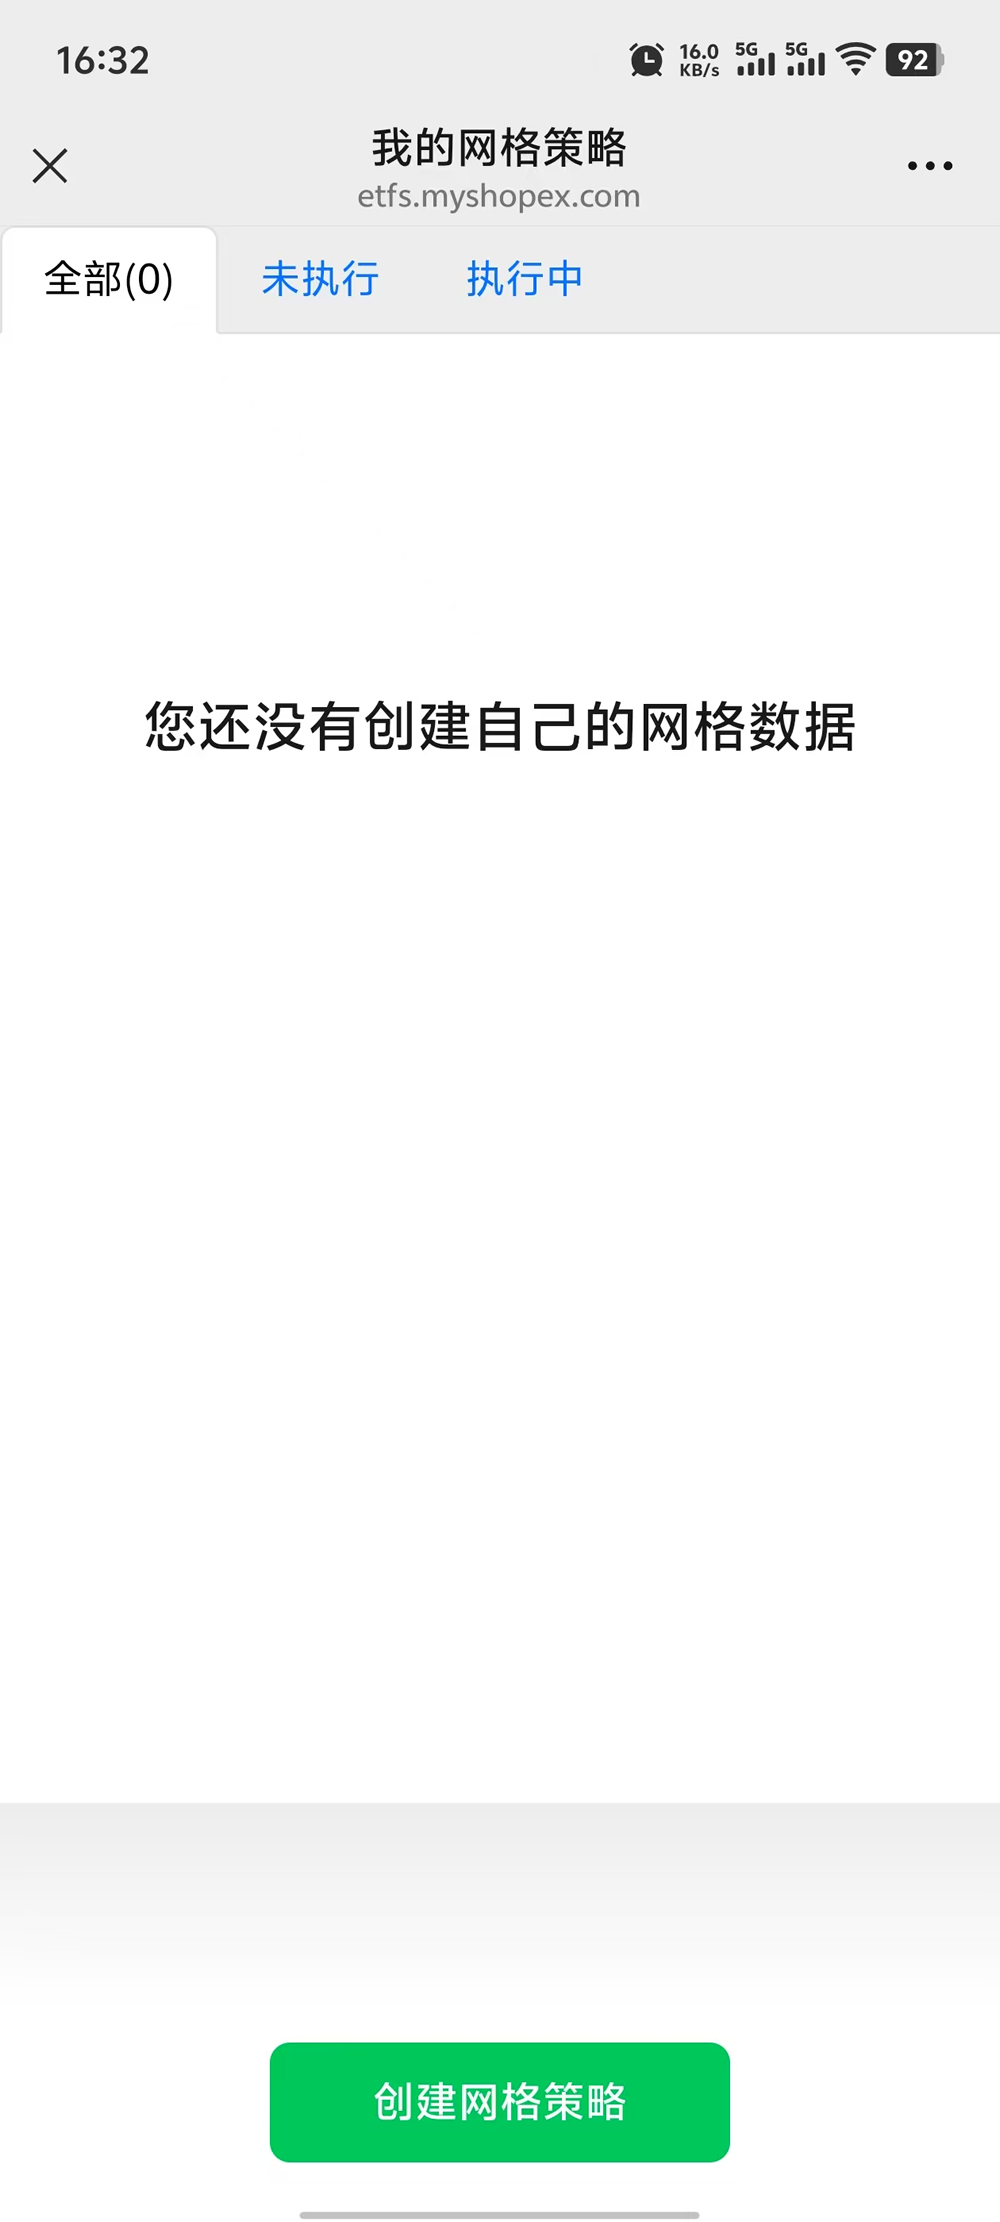 16:32
16.0 KB/s 5G 5G 92
我的网格策略
etfs.myshopex.com
全部(0) 未执行 执行中
您还没有创建自己的网格数据
创建网格策略